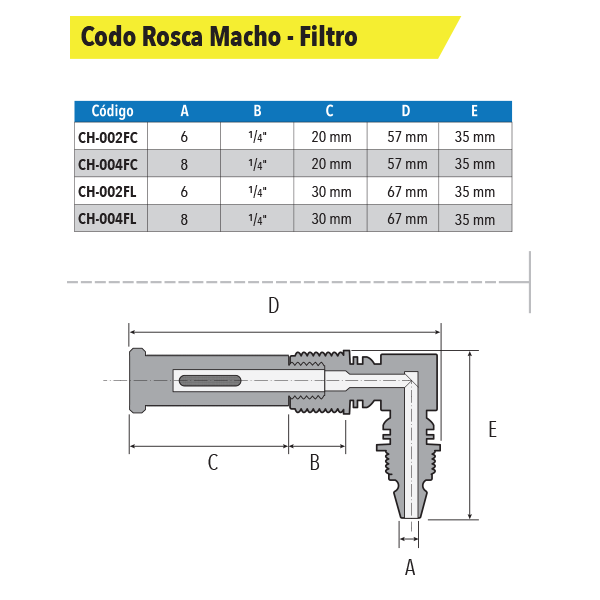 Codo Rosca Macho - Filtro
Código A B C D E
CH-002FC 6 1/4" 20 mm 57 mm 35 mm
CH-004FC 8 1/4" 20 mm 57 mm 35 mm
CH-002FL 6 1/4" 30 mm 67 mm 35 mm
CH-004FL 8 1/4" 30 mm 67 mm 35 mm
D
E
C B
A